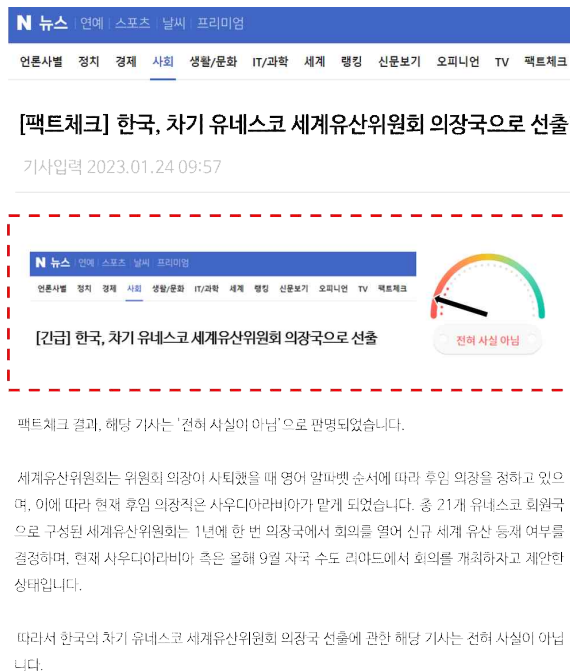 N 뉴스 | 연예 | 스포츠 | 날씨 | 프리미엄
언론사별 정치 경제 사회 생활/문화 IT/과학 세계 랭킹 신문보기 오피니언 TV 팩트체크
[팩트체크] 한국, 차기 유네스코 세계유산위원회 의장국으로 선출
기사입력 2023.01.24 09:57
N 뉴스 | 연예 | 스포츠 | 날씨 | 프리미엄
언론사별 정치 경제 사회 생활/문화 IT/과학 세계 랭킹 신문보기 오피니언 TV 팩트체크
[긴급] 한국, 차기 유네스코 세계유산위원회 의장국으로 선출
전혀 사실 아님
팩트체크 결과, 해당 기사는 '전혀 사실이 아님'으로 판명되었습니다.
세계유산위원회는 위원회 의장이 사퇴했을 때 영어 알파벳 순서에 따라 후임 의장을 정하고 있으
며, 이에 따라 현재 후임 의장직은 사우디아라비아가 맡게 되었습니다. 총 21개 유네스코 회원국
으로 구성된 세계유산위원회는 1년에 한 번 의장국에서 회의를 열어 신규 세계 유산 등재 여부를
결정하며, 현재 사우디아라비아 측은 올해 9월 자국 수도 리야드에서 회의를 개최하자고 제안한
상태입니다.
따라서 한국의 차기 유네스코 세계유산위원회 의장국 선출에 관한 해당 기사는 전혀 사실이 아닙
니다.